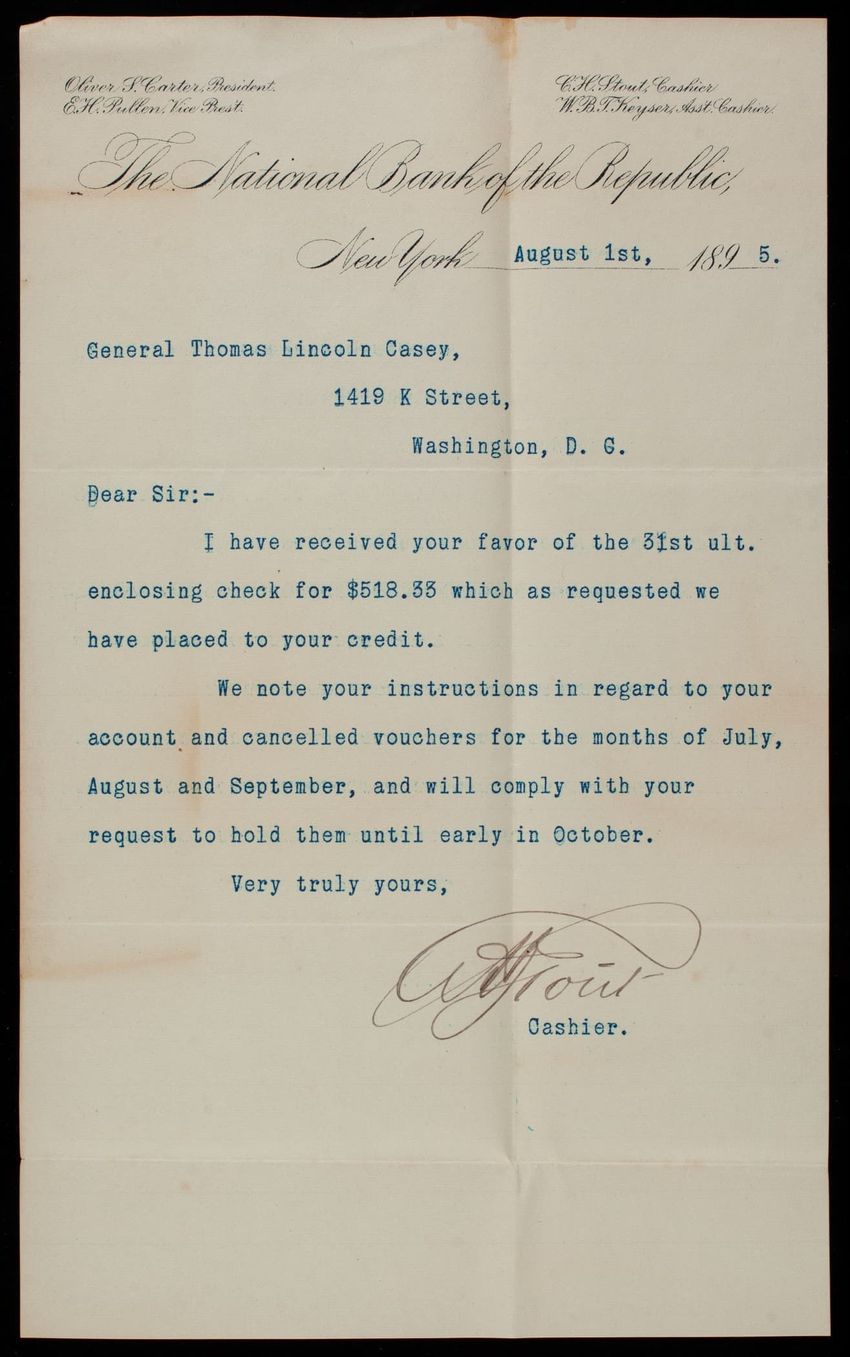 Oliver S. Carter, President.
E.H. Pullen, Vice Prest.
C.H. Stout, Cashier
W.B.T. Keyser, Asst. Cashier.
The National Bank of the Republic,
New York August 1st, 1895.
General Thomas Lincoln Casey,
1419 K Street,
Washington, D. C.
Dear Sir:-
I have received your favor of the 31st ult.
enclosing check for $518.33 which as requested we
have placed to your credit.
We note your instructions in regard to your
account and cancelled vouchers for the months of July,
August and September, and will comply with your
request to hold them until early in October.
Very truly yours,
CHStout
Cashier.